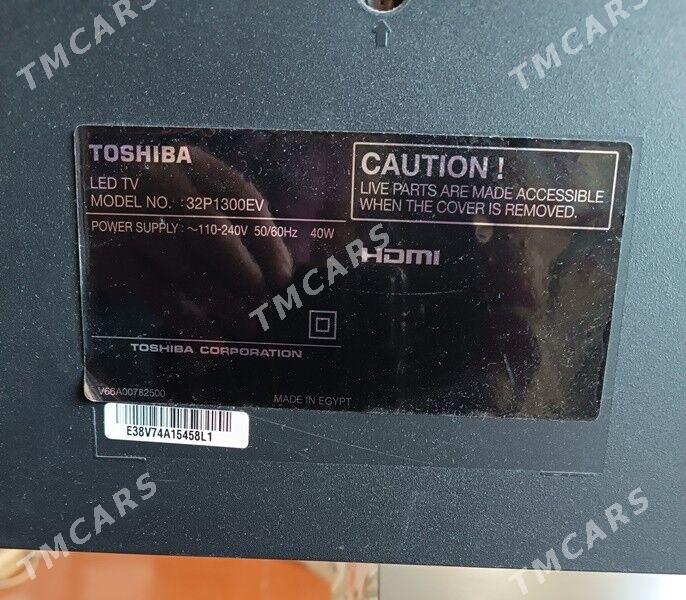 TMCARS
TMCARS
TOSHIBA
LED TV
MODEL NO. : 32P1300EV
POWER SUPPLY : ~110-240V 50/60Hz 40W
CAUTION !
LIVE PARTS ARE MADE ACCESSIBLE
WHEN THE COVER IS REMOVED.
HDMI
TMCARS
TOSHIBA CORPORATION
V66A00782500
MADE IN EGYPT
E38V74A15458L1
TMCARS
TMCARS